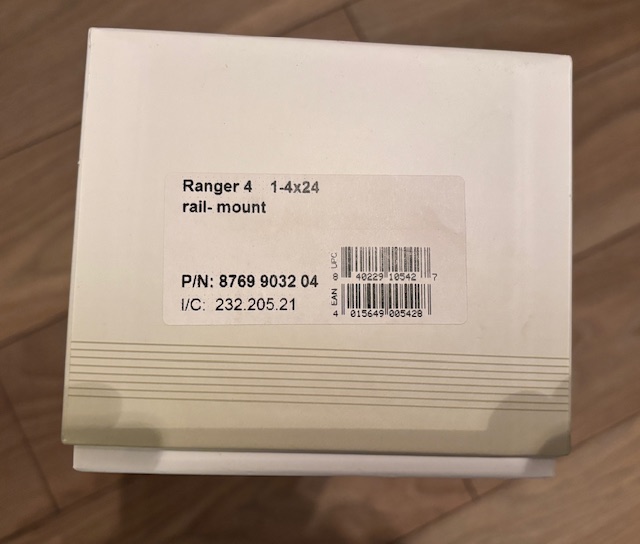 Ranger 4 1-4x24
rail- mount
P/N: 8769 9032 04
I/C: 232.205.21
UPC
8 40229 10542 7
EAN
4 015649 005428